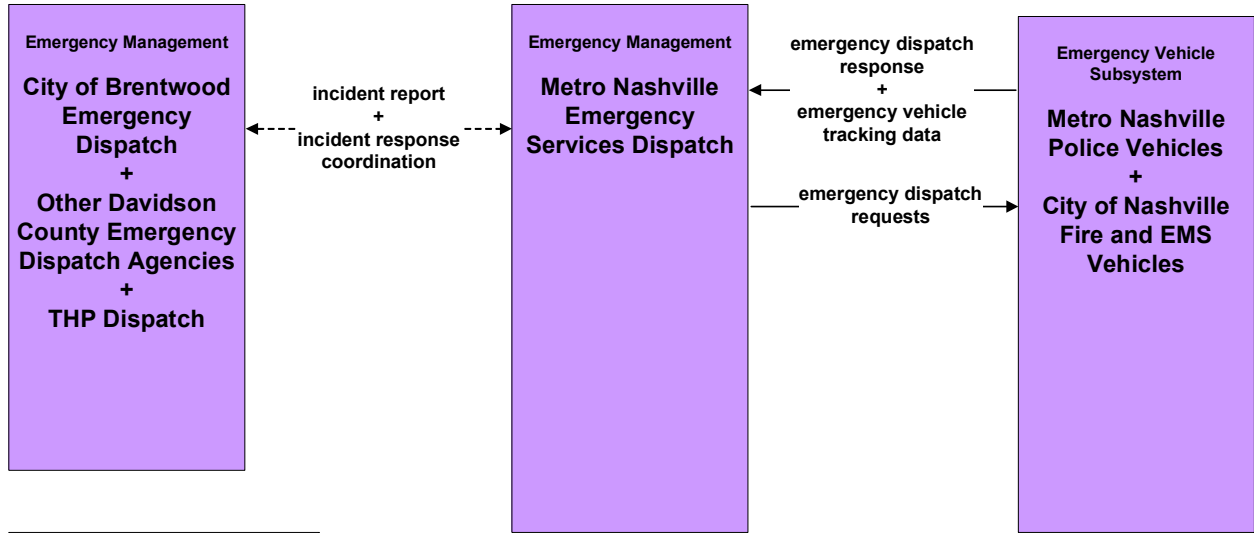 Emergency Management
City of Brentwood
Emergency
Dispatch
+
Other Davidson
County Emergency
Dispatch Agencies
+
THP Dispatch
incident report
+
incident response
coordination
Emergency Management
Metro Nashville
Emergency
Services Dispatch
emergency dispatch
response
+
emergency vehicle
tracking data
emergency dispatch
requests
Emergency Vehicle
Subsystem
Metro Nashville
Police Vehicles
+
City of Nashville
Fire and EMS
Vehicles